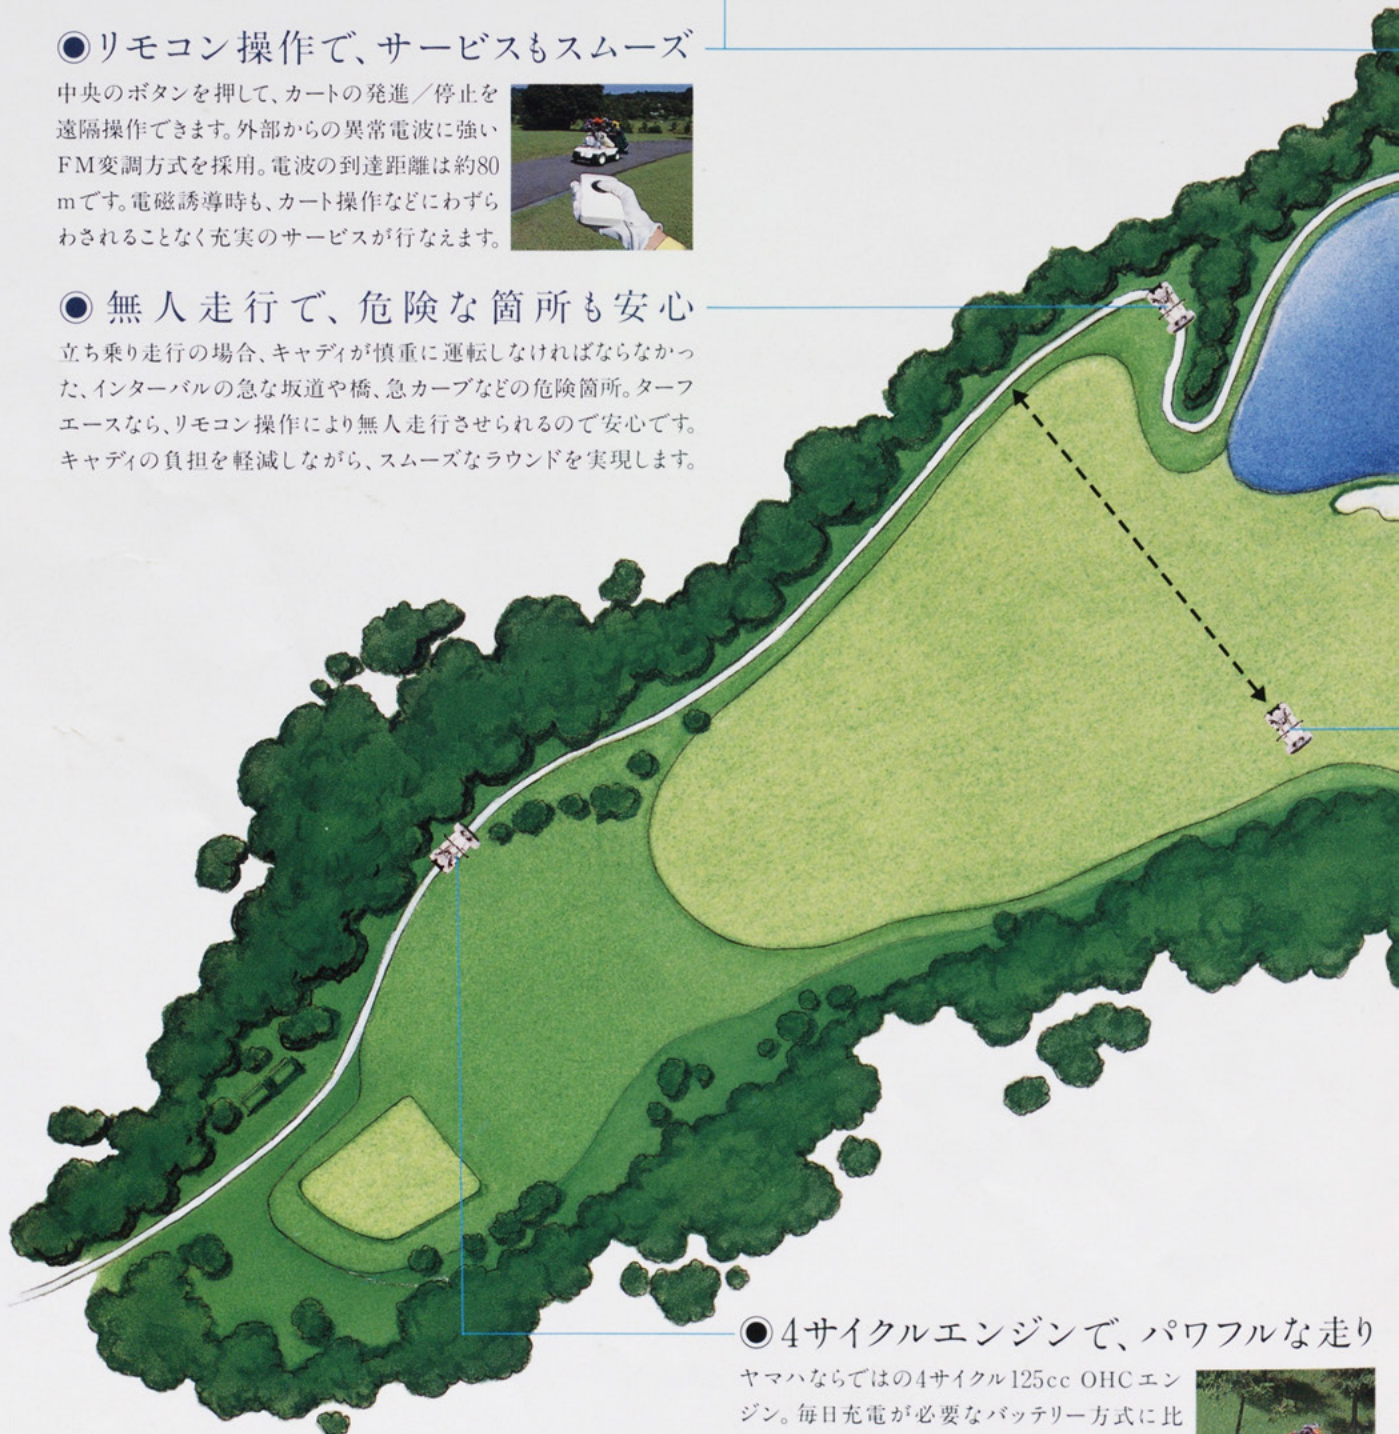 ◉リモコン操作で、サービスもスムーズ
中央のボタンを押して、カートの発進／停止を
遠隔操作できます。外部からの異常電波に強い
FM変調方式を採用。電波の到達距離は約80
mです。電磁誘導時も、カート操作などにわずら
わされることなく充実のサービスが行なえます。
◉無人走行で、危険な箇所も安心
立ち乗り走行の場合、キャディが慎重に運転しなければならなかっ
た、インターバルの急な坂道や橋、急カーブなどの危険箇所。ターフ
エースなら、リモコン操作により無人走行させられるので安心です。
キャディの負担を軽減しながら、スムーズなラウンドを実現します。
◉4サイクルエンジンで、パワフルな走り
ヤマハならではの4サイクル125cc OHCエン
ジン。毎日充電が必要なバッテリー方式に比